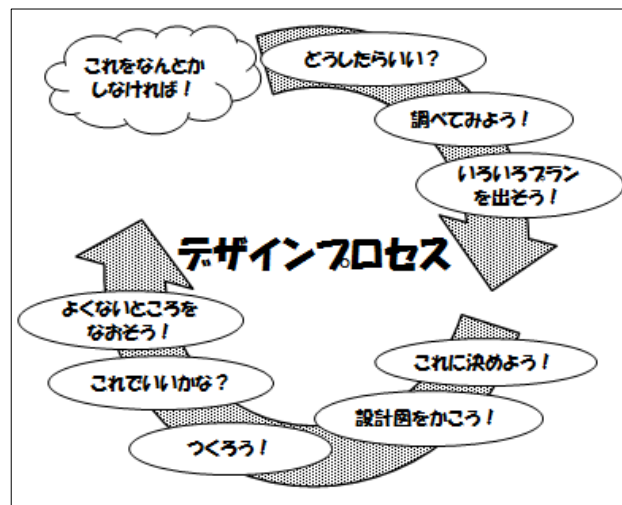 これをなんとか
しなければ！
どうしたらいい？
調べてみよう！
いろいろプラン
を出そう！
デザインプロセス
これに決めよう！
設計図をかこう！
つくろう！
これでいいかな？
よくないところを
なおそう！